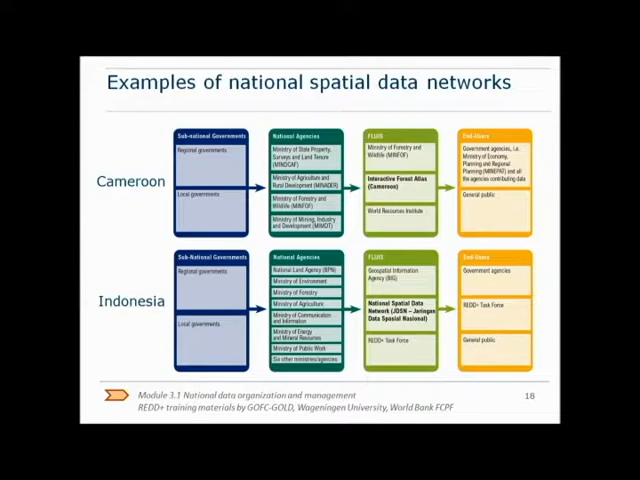 Examples of national spatial data networks
Cameroon
Sub-national Governments
Regional governments
Local governments
National Agencies
Ministry of State Property,
Surveys and Land Tenure
(MINDCAF)
Ministry of Agriculture and
Rural Development (MINADER)
Ministry of Forestry and
Wildlife (MINFOF)
Ministry of Mining, Industry
and Development (MIMDT)
FLUIS
Ministry of Forestry and
Wildlife (MINFOF)
Interactive Forest Atlas
(Cameroon)
World Resources Institute
End-Users
Government agencies, i.e.
Ministry of Economy,
Planning and Regional
Planning (MINEPAT) and all
the agencies contributing data
General public
Indonesia
Sub-National Governments
Regional governments
Local governments
National Agencies
National Land Agency (BPN)
Ministry of Environment
Ministry of Forestry
Ministry of Agriculture
Ministry of Communication
and Information
Ministry of Energy
and Mineral Resources
Ministry of Public Work
Six other ministries/agencies
FLUIS
Geospatial Information
Agency (BIG)
National Spatial Data
Network (JDSN – Jaringan
Data Spasial Nasional)
REDD+ Task Force
End-Users
Government agencies
REDD+ Task Force
General public
Module 3.1 National data organization and management
REDD+ training materials by GOFC-GOLD, Wageningen University, World Bank FCPF
18